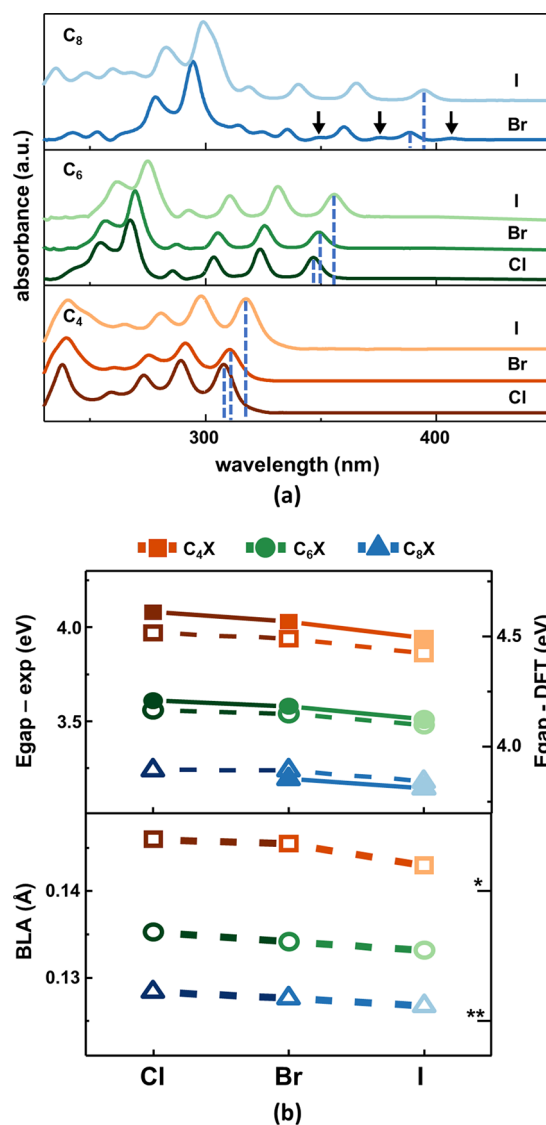 C8
I
Br
C6
I
Br
Cl
C4
I
Br
Cl
absorbance (a.u.)
300 350 400
wavelength (nm)
(a)
C4X C6X C8X
Egap – exp (eV)
4.0
3.5
4.5
4.0
Egap - DFT (eV)
BLA (Å)
0.14
0.13
*
**
Cl Br I
(b)